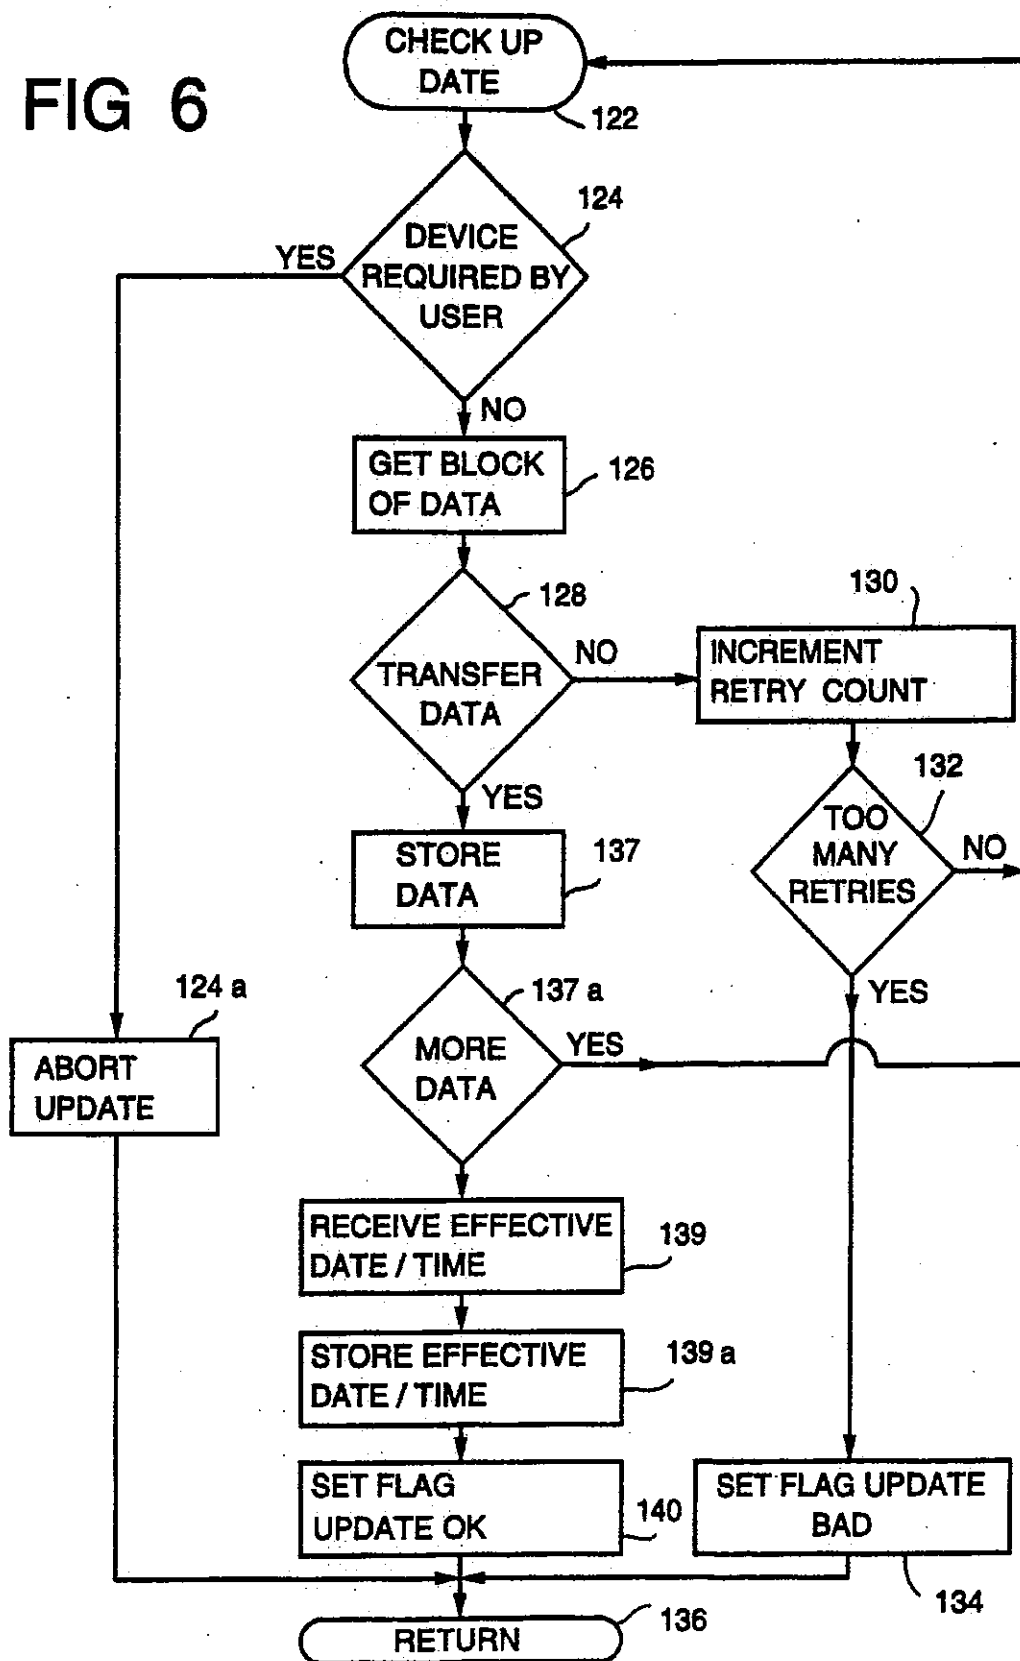 FIG 6
CHECK UP
DATE
122
124
YES
DEVICE
REQUIRED BY
USER
NO
GET BLOCK
OF DATA
126
128
TRANSFER
DATA
NO
130
INCREMENT
RETRY COUNT
YES
132
TOO
MANY
RETRIES
NO
STORE
DATA
137
YES
124 a
ABORT
UPDATE
137 a
MORE
DATA
YES
RECEIVE EFFECTIVE
DATE / TIME
139
STORE EFFECTIVE
DATE / TIME
139 a
SET FLAG
UPDATE OK
140
SET FLAG UPDATE
BAD
134
RETURN
136